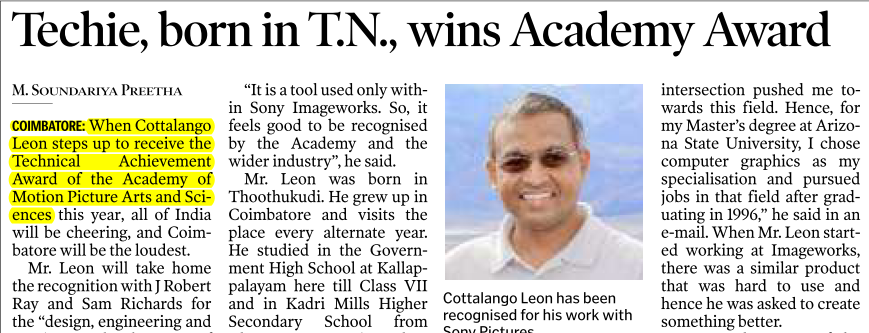 Techie, born in T.N., wins Academy Award
M. SOUNDARIYA PREETHA
COIMBATORE: When Cottalango
Leon steps up to receive the
Technical Achievement
Award of the Academy of
Motion Picture Arts and Sci-
ences this year, all of India
will be cheering, and Coim-
batore will be the loudest.
Mr. Leon will take home
the recognition with J Robert
Ray and Sam Richards for
the “design, engineering and
“It is a tool used only with-
in Sony Imageworks. So, it
feels good to be recognised
by the Academy and the
wider industry”, he said.
Mr. Leon was born in
Thoothukudi. He grew up in
Coimbatore and visits the
place every alternate year.
He studied in the Govern-
ment High School at Kallap-
palayam here till Class VII
and in Kadri Mills Higher
Secondary School from
Cottalango Leon has been
recognised for his work with
Sony Pictures
intersection pushed me to-
wards this field. Hence, for
my Master’s degree at Arizo-
na State University, I chose
computer graphics as my
specialisation and pursued
jobs in that field after grad-
uating in 1996,” he said in an
e-mail. When Mr. Leon start-
ed working at Imageworks,
there was a similar product
that was hard to use and
hence he was asked to create
something better.